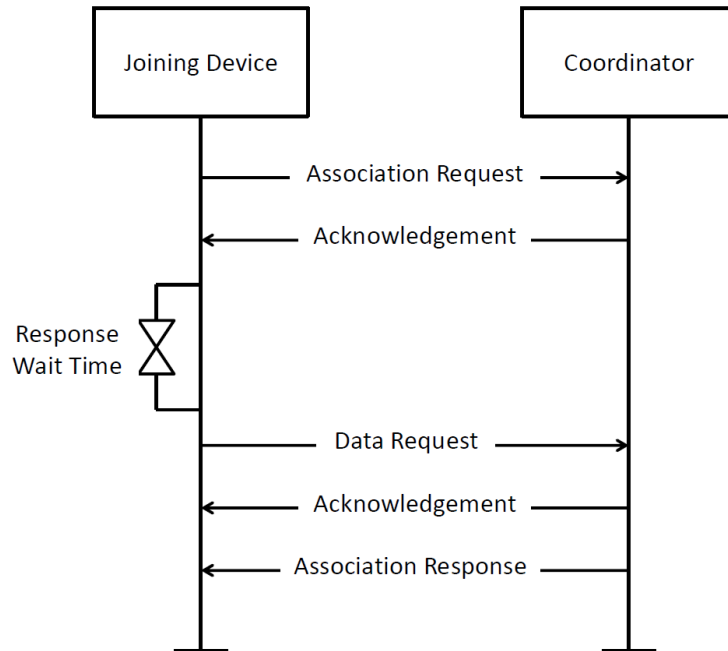 Joining Device
Coordinator
Association Request
Acknowledgement
Response
Wait Time
Data Request
Acknowledgement
Association Response